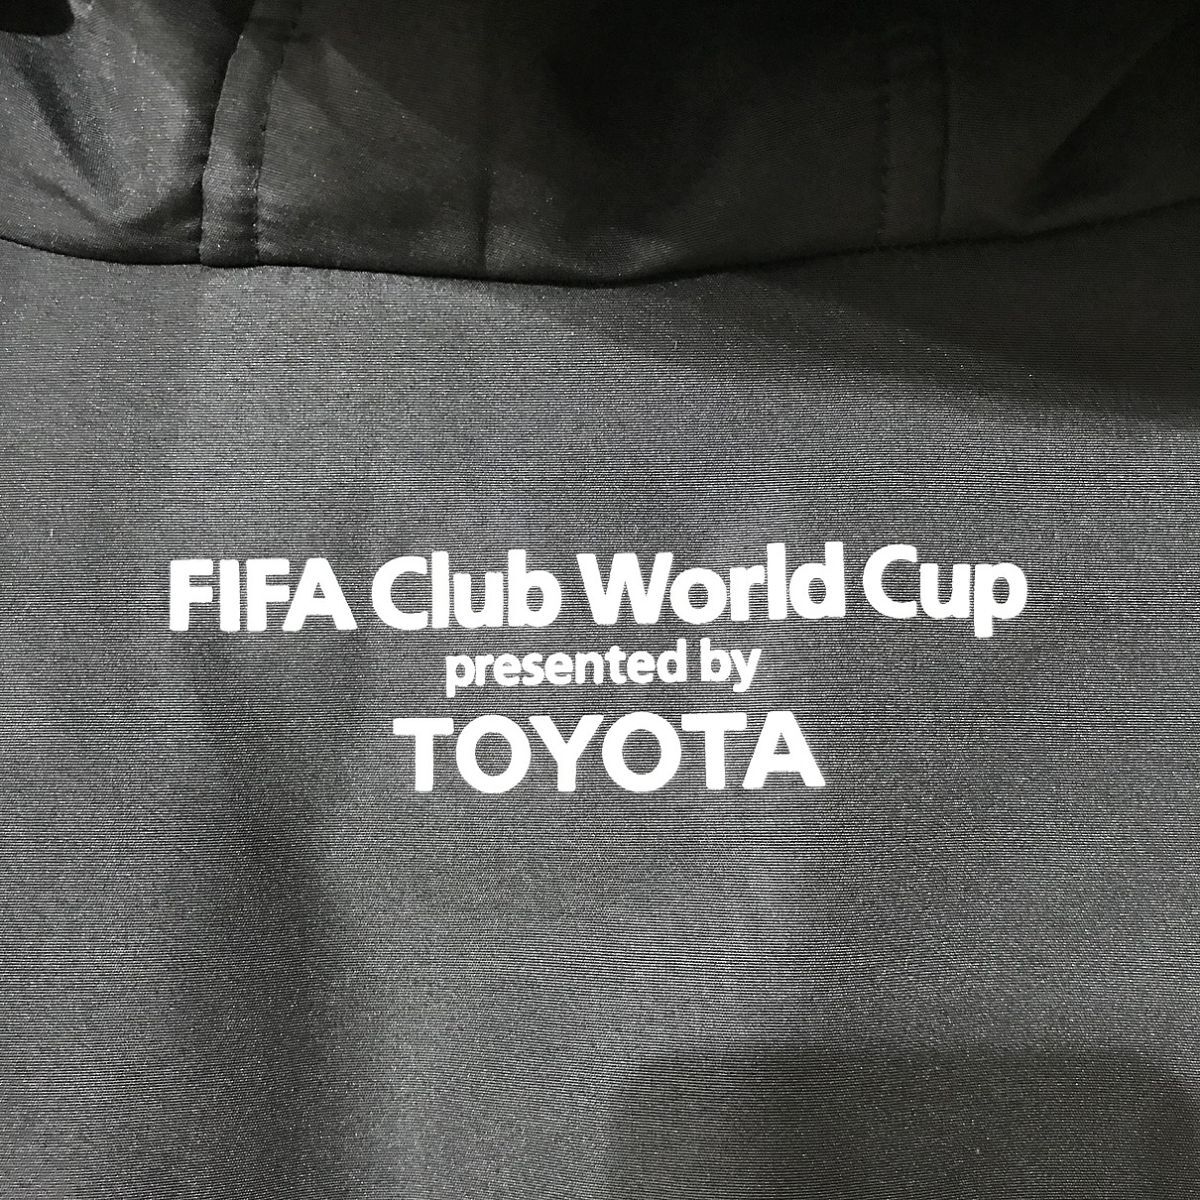 FIFA Club World Cup
presented by
TOYOTA